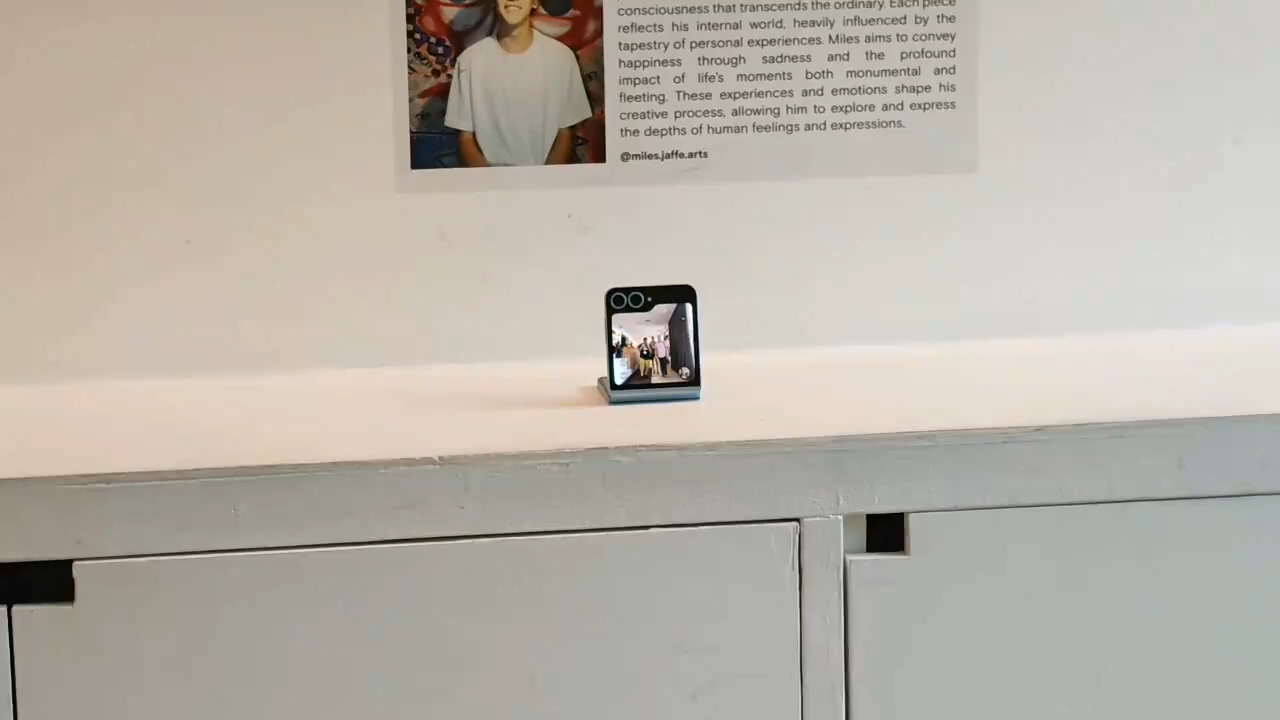 consciousness that transcends the ordinary. Each piece
reflects his internal world, heavily influenced by the
tapestry of personal experiences. Miles aims to convey
happiness through sadness and the profound
impact of life's moments both monumental and
fleeting. These experiences and emotions shape his
creative process, allowing him to explore and express
the depths of human feelings and expressions.
@miles.jaffe.arts